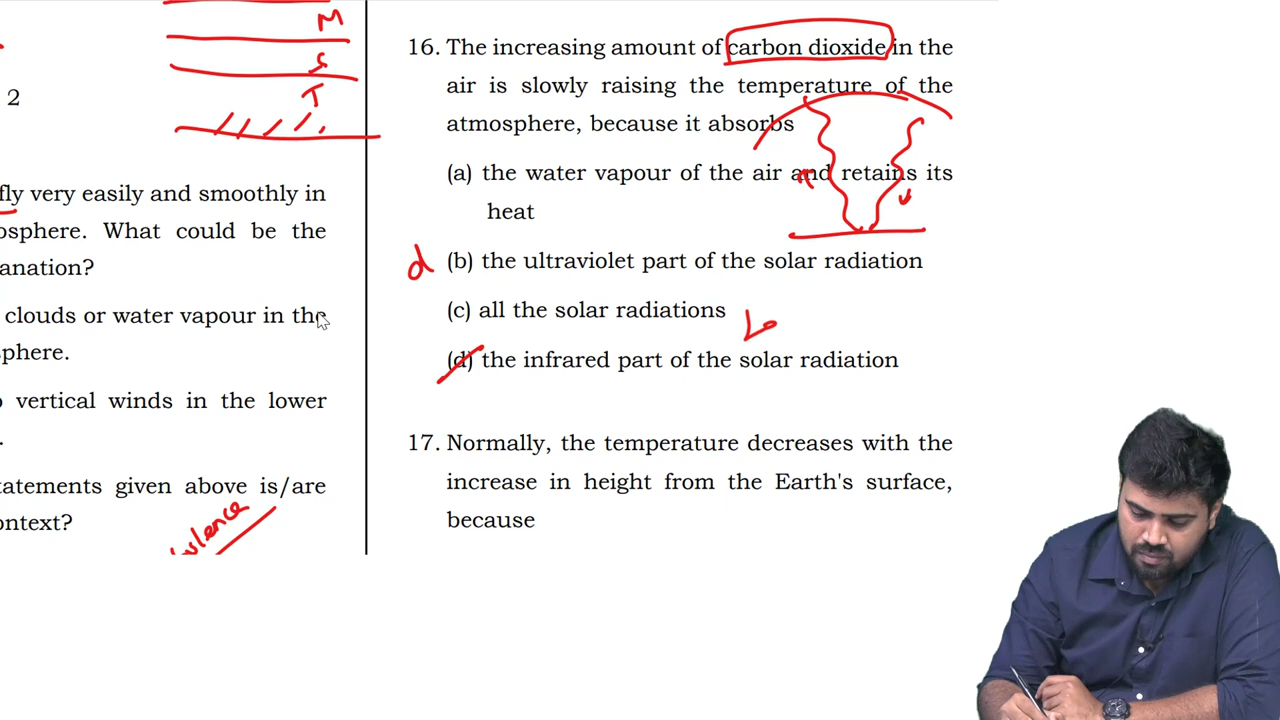 M
S
T
2
fly very easily and smoothly in
osphere. What could be the
anation?
clouds or water vapour in the
sphere.
vertical winds in the lower
tatements given above is/are
ontext?
ulence
16. The increasing amount of carbon dioxide in the
air is slowly raising the temperature of the
atmosphere, because it absorbs
(a) the water vapour of the air and retains its
heat
d
(b) the ultraviolet part of the solar radiation
(c) all the solar radiations
(d) the infrared part of the solar radiation
17. Normally, the temperature decreases with the
increase in height from the Earth's surface,
because